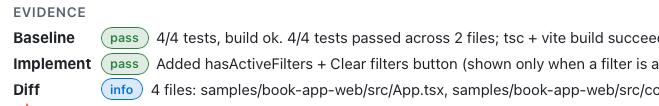 EVIDENCE
Baseline pass 4/4 tests, build ok. 4/4 tests passed across 2 files; tsc + vite build
Implement pass Added hasActiveFilters + Clear filters button (shown only when a filter is a
Diff info 4 files: samples/book-app-web/src/App.tsx, samples/book-app-web/src/